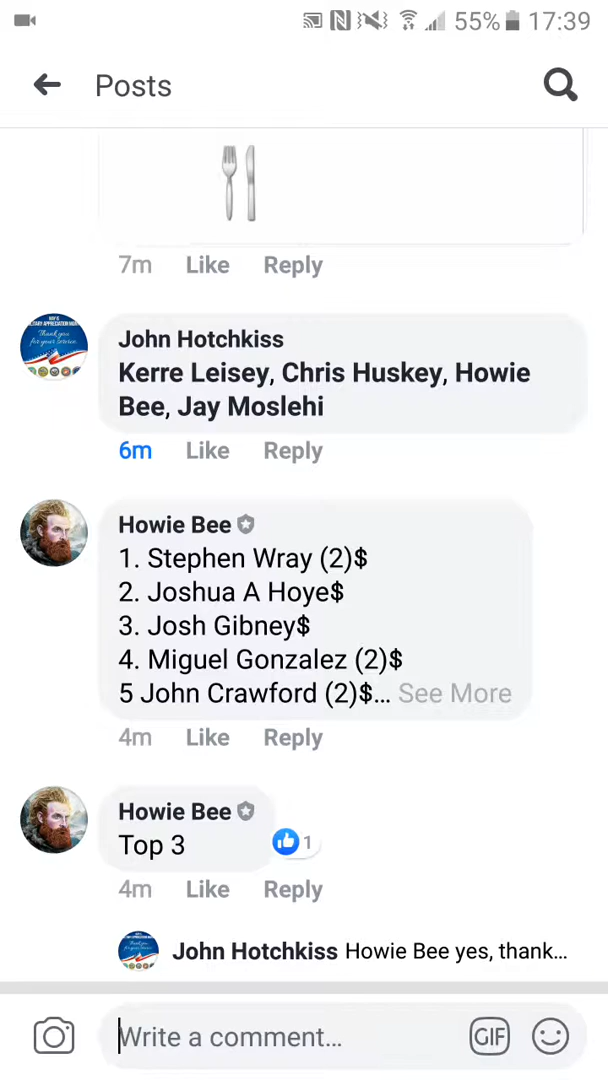 55% 17:39
Posts
7m Like Reply
John Hotchkiss
Kerre Leisey, Chris Huskey, Howie
Bee, Jay Moslehi
6m Like Reply
Howie Bee
1. Stephen Wray (2)$
2. Joshua A Hoye$
3. Josh Gibney$
4. Miguel Gonzalez (2)$
5 John Crawford (2)$... See More
4m Like Reply
Howie Bee
Top 3
1
4m Like Reply
John Hotchkiss Howie Bee yes, thank...
Write a comment... GIF